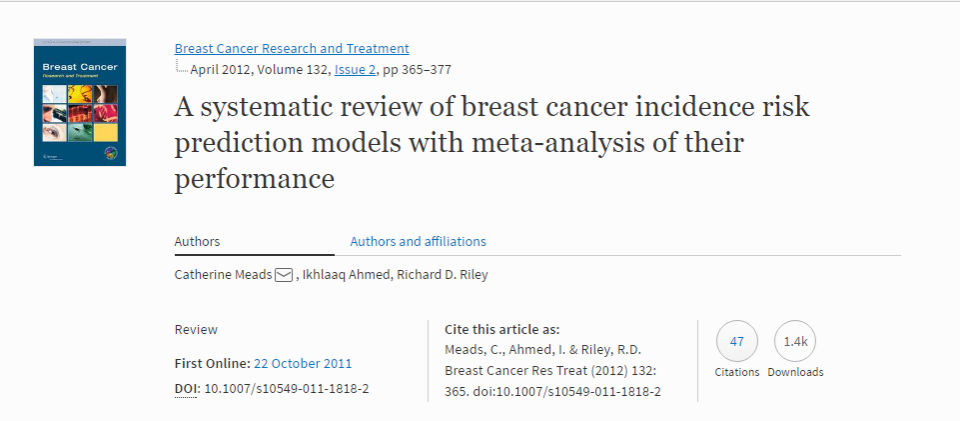 Breast Cancer
Research and Treatment
Breast Cancer Research and Treatment
April 2012, Volume 132, Issue 2, pp 365–377
A systematic review of breast cancer incidence risk
prediction models with meta-analysis of their
performance
Authors
Authors and affiliations
Catherine Meads , Ikhlaaq Ahmed, Richard D. Riley
Review
First Online: 22 October 2011
DOI: 10.1007/s10549-011-1818-2
Cite this article as:
Meads, C., Ahmed, I. & Riley, R.D.
Breast Cancer Res Treat (2012) 132:
365. doi:10.1007/s10549-011-1818-2
47
Citations
1.4k
Downloads